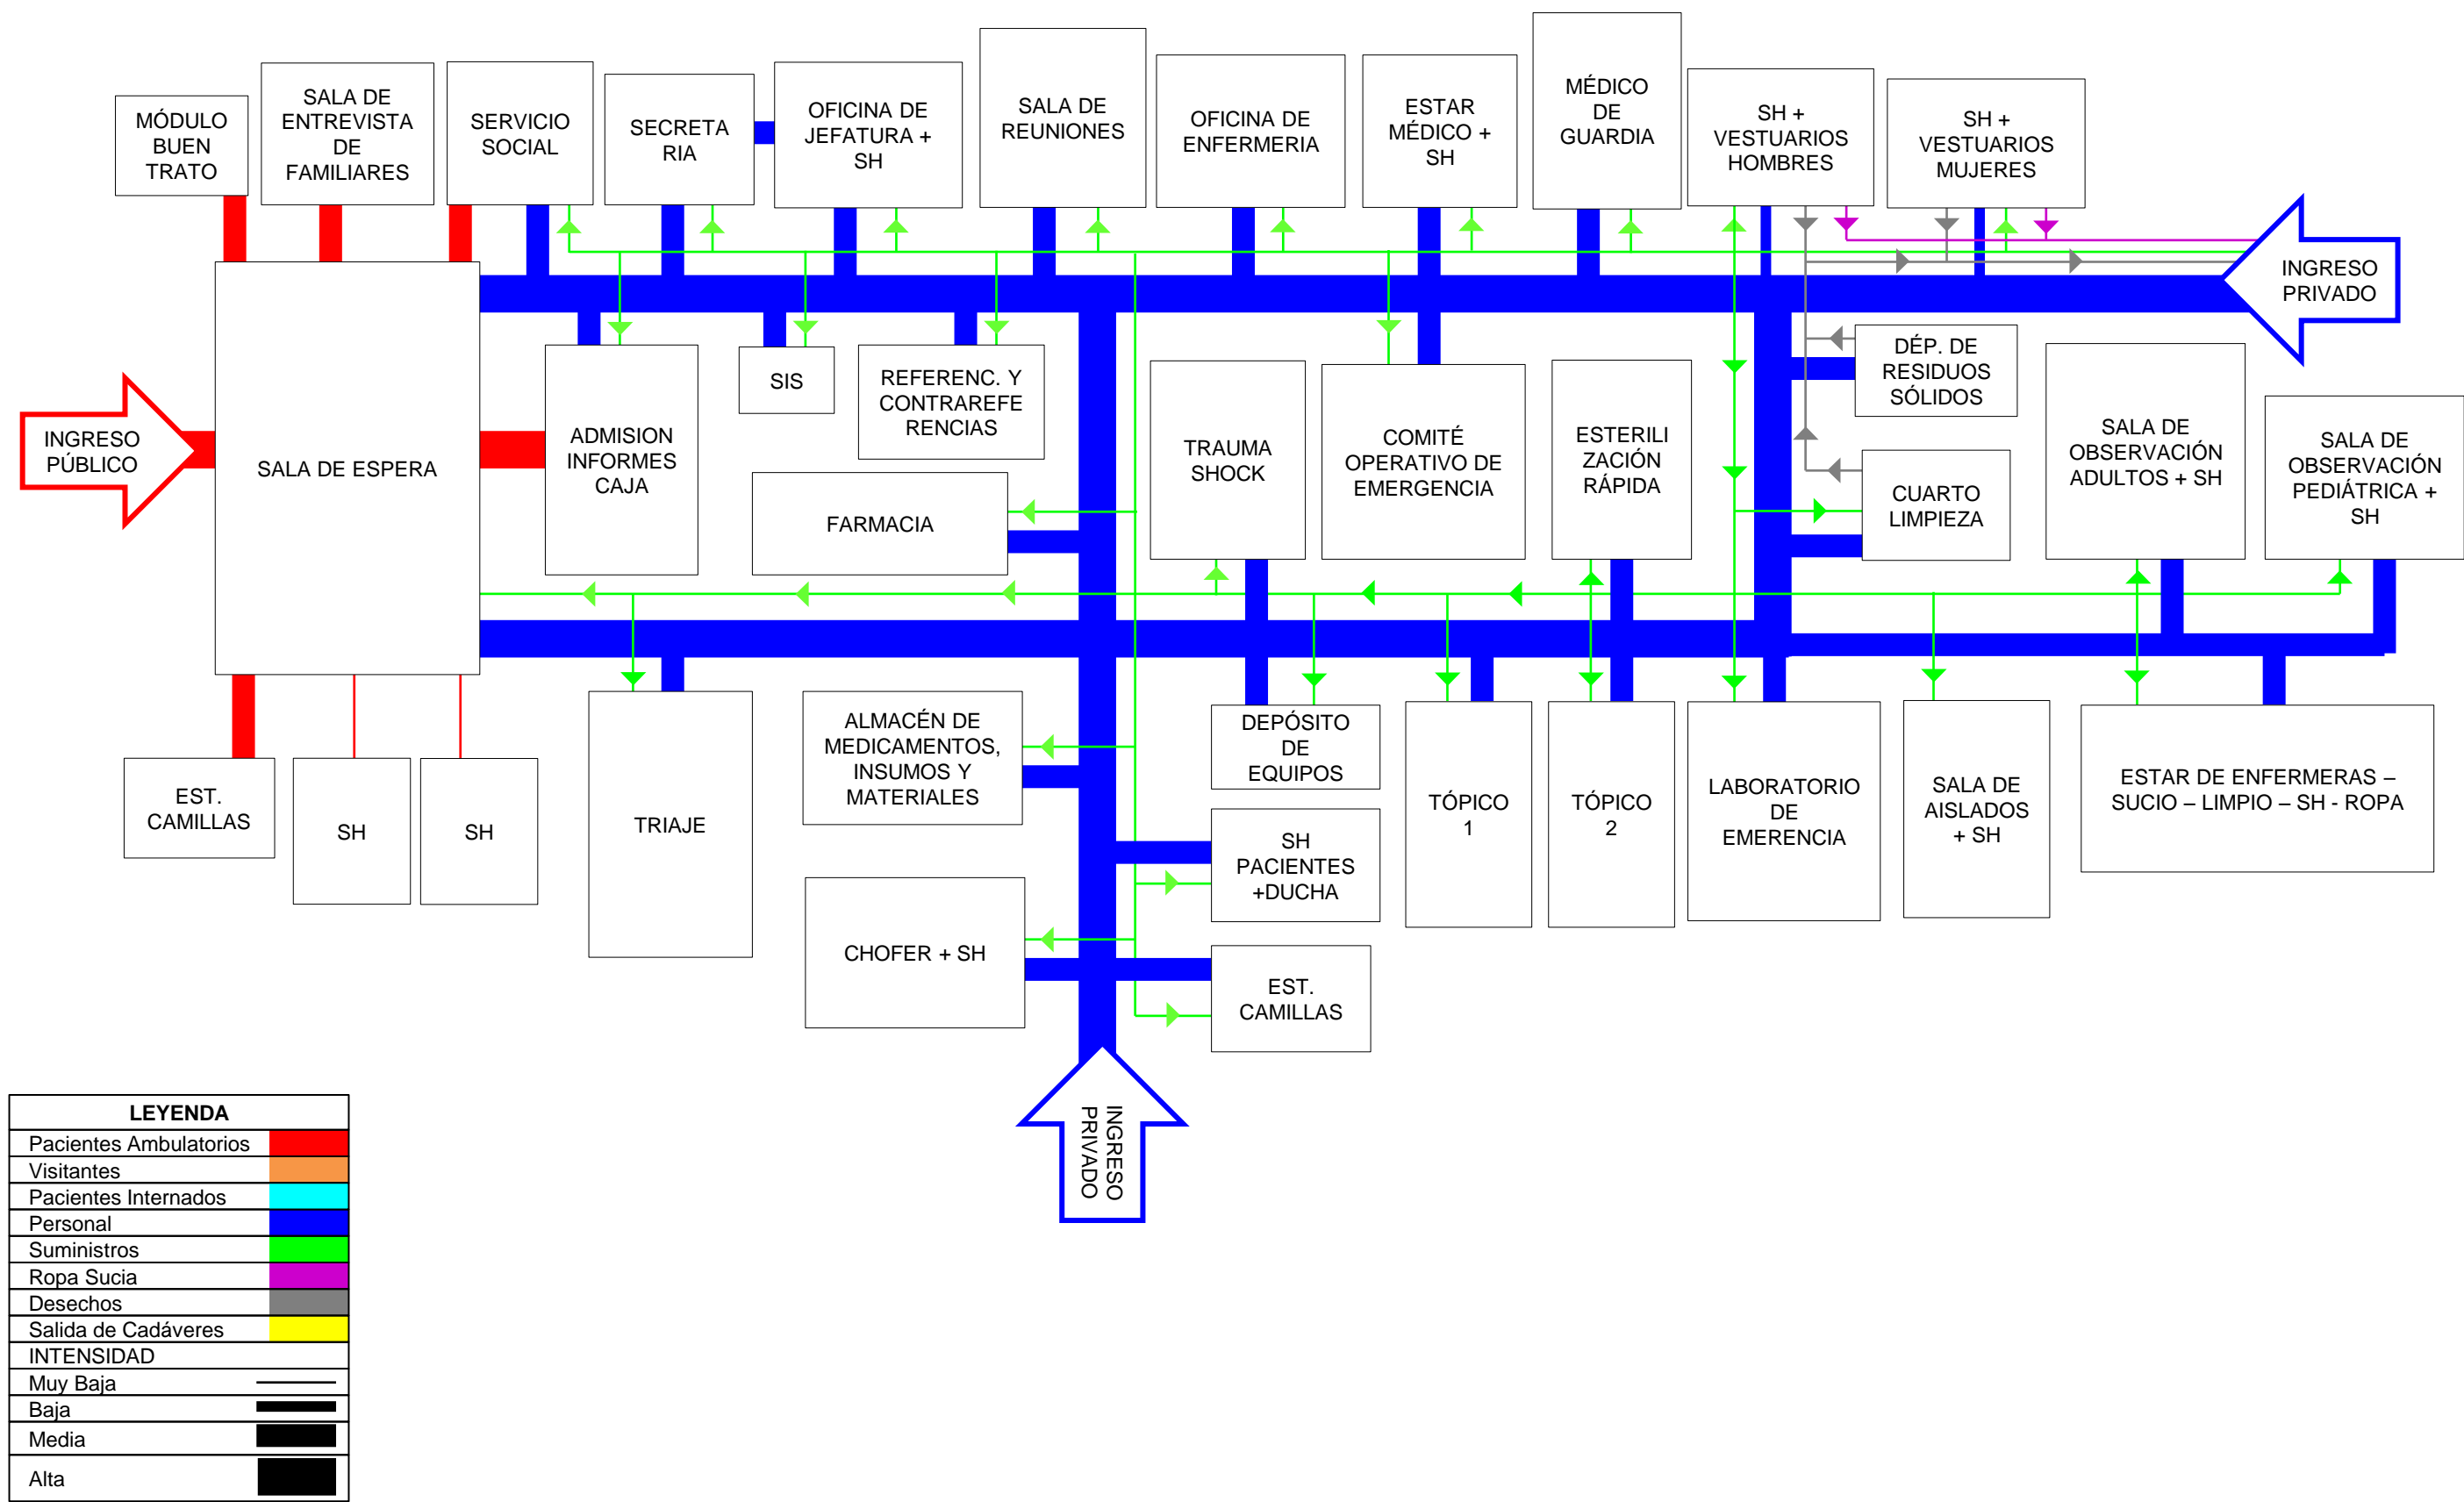 MÓDULO
BUEN
TRATO
SALA DE
ENTREVISTA
DE
FAMILIARES
SERVICIO
SOCIAL
SECRETA
RIA
OFICINA DE
JEFATURA +
SH
SALA DE
REUNIONES
OFICINA DE
ENFERMERIA
ESTAR
MÉDICO +
SH
MÉDICO
DE
GUARDIA
SH +
VESTUARIOS
HOMBRES
SH +
VESTUARIOS
MUJERES
INGRESO
PRIVADO
INGRESO
PÚBLICO
SALA DE ESPERA
ADMISION
INFORMES
CAJA
SIS
REFERENC. Y
CONTRAREFE
RENCIAS
FARMACIA
TRAUMA
SHOCK
COMITÉ
OPERATIVO DE
EMERGENCIA
ESTERILI
ZACIÓN
RÁPIDA
DÉP. DE
RESIDUOS
SÓLIDOS
CUARTO
LIMPIEZA
SALA DE
OBSERVACIÓN
ADULTOS + SH
SALA DE
OBSERVACIÓN
PEDIÁTRICA +
SH
EST.
CAMILLAS
SH
SH
TRIAJE
ALMACÉN DE
MEDICAMENTOS,
INSUMOS Y
MATERIALES
CHOFER + SH
DEPÓSITO
DE
EQUIPOS
SH
PACIENTES
+DUCHA
EST.
CAMILLAS
TÓPICO
1
TÓPICO
2
LABORATORIO
DE
EMERENCIA
SALA DE
AISLADOS
+ SH
ESTAR DE ENFERMERAS –
SUCIO – LIMPIO – SH - ROPA
INGRESO
PRIVADO
LEYENDA
Pacientes Ambulatorios
Visitantes
Pacientes Internados
Personal
Suministros
Ropa Sucia
Desechos
Salida de Cadáveres
INTENSIDAD
Muy Baja
Baja
Media
Alta